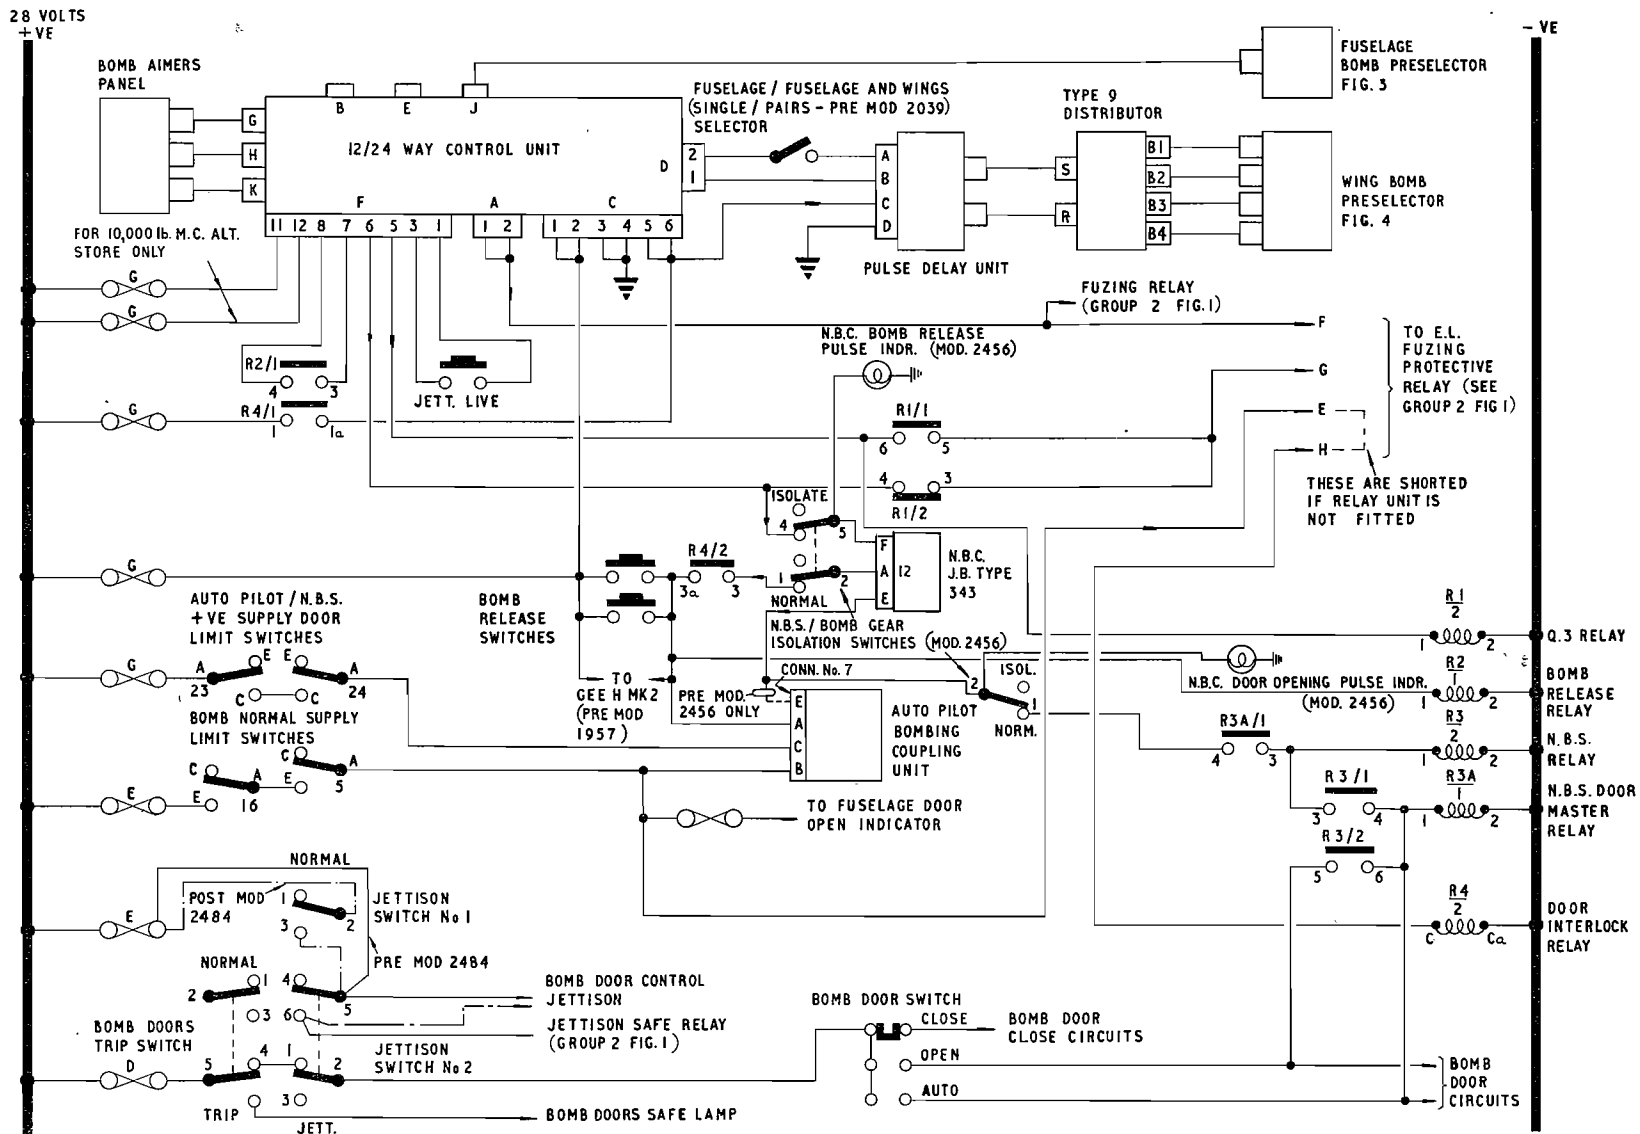 28 VOLTS
+VE
- VE
BOMB AIMERS
PANEL
G
H
K
B
E
J
12/24 WAY CONTROL UNIT
D
2
1
F
A
C
11 12 8 7 6 5 3 1
1 2
1 2 3 4 5 6
FUSELAGE / FUSELAGE AND WINGS
(SINGLE / PAIRS - PRE MOD 2039)
SELECTOR
A
B
C
D
PULSE DELAY UNIT
TYPE 9
DISTRIBUTOR
S
R
B1
B2
B3
B4
FUSELAGE
BOMB PRESELECTOR
FIG. 3
WING BOMB
PRESELECTOR
FIG. 4
FOR 10,000 lb. M.C. ALT.
STORE ONLY
G
G
R2/1
4
3
JETT. LIVE
G
R4/1
1
1a
FUZING RELAY
(GROUP 2 FIG. 1)
N.B.C. BOMB RELEASE
PULSE INDR. (MOD. 2456)
F
G
E
H
TO E.L.
FUZING
PROTECTIVE
RELAY (SEE
GROUP 2 FIG 1)
THESE ARE SHORTED
IF RELAY UNIT IS
NOT FITTED
R1/1
6
5
4
3
R1/2
ISOLATE
4
5
1
2
NORMAL
F
A
E
12
N.B.C.
J.B. TYPE
343
G
BOMB
RELEASE
SWITCHES
R4/2
3a
3
N.B.S. / BOMB GEAR
ISOLATION SWITCHES (MOD. 2456)
AUTO PILOT / N.B.S.
+VE SUPPLY DOOR
LIMIT SWITCHES
G
A
23
E
E
A
24
C
C
BOMB NORMAL SUPPLY
LIMIT SWITCHES
E
C
E
A
16
C
E
A
5
TO
GEE H MK 2
(PRE MOD
1957)
PRE MOD.
2456 ONLY
CONN. No. 7
E
A
C
B
AUTO PILOT
BOMBING
COUPLING
UNIT
2
ISOL.
1
NORM.
N.B.C. DOOR OPENING PULSE INDR.
(MOD. 2456)
R1
2
1
2
Q.3 RELAY
R2
1
1
2
BOMB
RELEASE
RELAY
R3A/1
4
3
R3
2
1
2
N.B.S.
RELAY
R3/1
3
4
R3A
1
1
2
N.B.S. DOOR
MASTER
RELAY
R3/2
5
6
R4
2
C
Ca
DOOR
INTERLOCK
RELAY
TO FUSELAGE DOOR
OPEN INDICATOR
NORMAL
POST MOD
2484
E
1
2
3
JETTISON
SWITCH No 1
PRE MOD 2484
NORMAL
2
1
3
4
5
6
BOMB DOOR CONTROL
JETTISON
JETTISON SAFE RELAY
(GROUP 2 FIG. 1)
BOMB DOORS
TRIP SWITCH
D
5
4
1
2
3
JETTISON
SWITCH No 2
TRIP
JETT.
BOMB DOORS SAFE LAMP
BOMB DOOR SWITCH
CLOSE
OPEN
AUTO
BOMB DOOR
CLOSE CIRCUITS
BOMB
DOOR
CIRCUITS